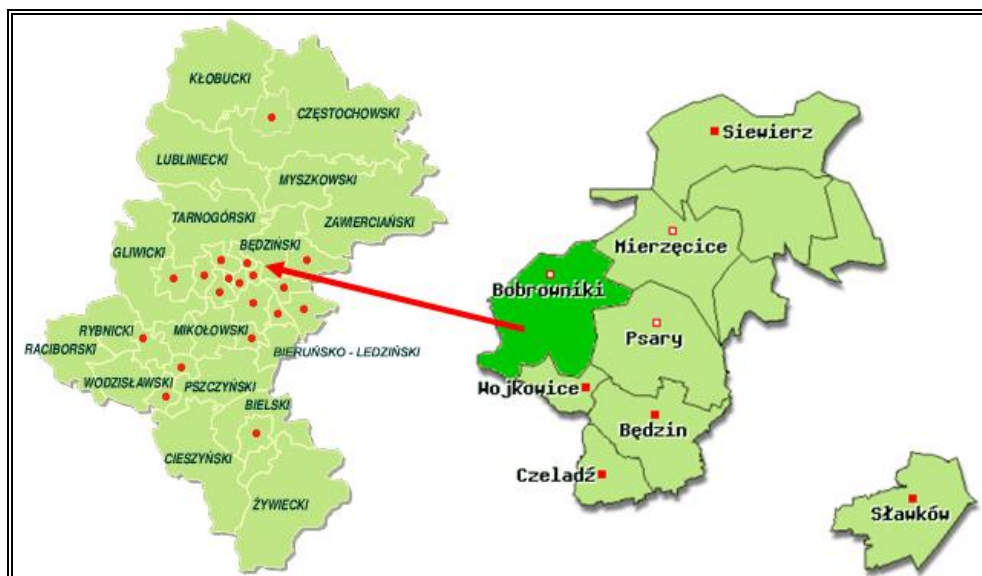 KŁOBUCKI
CZĘSTOCHOWSKI
LUBLINIECKI
MYSZKOWSKI
TARNOGÓRSKI
ZAWIERCIAŃSKI
GLIWICKI
BĘDZIŃSKI
RYBNICKI
MIKOŁOWSKI
RACIBORSKI
BIERUŃSKO - LEDZIŃSKI
WODZISŁAWSKI
PSZCZYŃSKI
BIELSKI
CIESZYŃSKI
ŻYWIECKI
Siewierz
Mierzęcice
Bobrowniki
Psary
Wojkowice
Będzin
Czeladź
Sławków